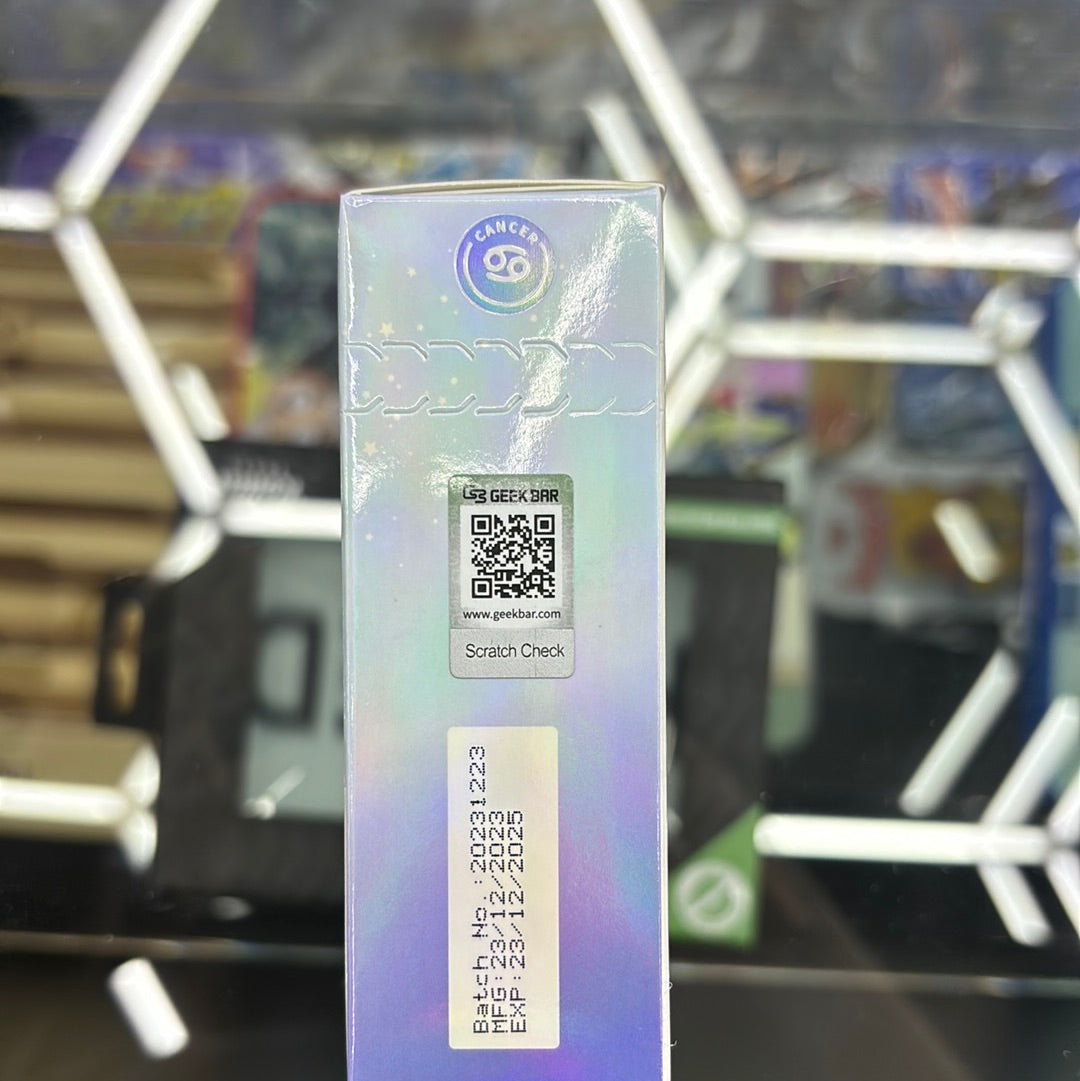 CANCER
GEEK BAR
www.geekbar.com
Scratch Check
Batch No.:20231223
MFG:23/12/2023
EXP:23/12/2025